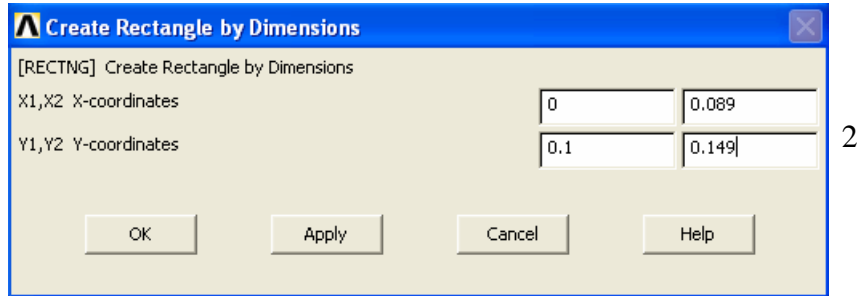 Create Rectangle by Dimensions
[RECTNG] Create Rectangle by Dimensions
X1,X2 X-coordinates 0 0.089
Y1,Y2 Y-coordinates 0.1 0.149
2
OK Apply Cancel Help